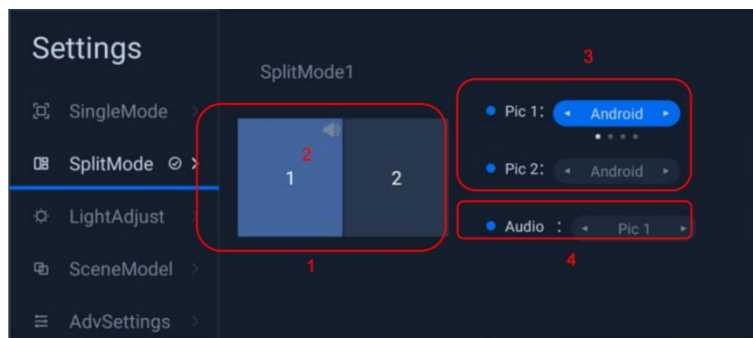 Settings
SingleMode
SplitMode
LightAdjust
SceneModel
AdvSettings
SplitMode1
1
2
2
1
3
Pic 1: Android
Pic 2: Android
Audio : Pic 1
4